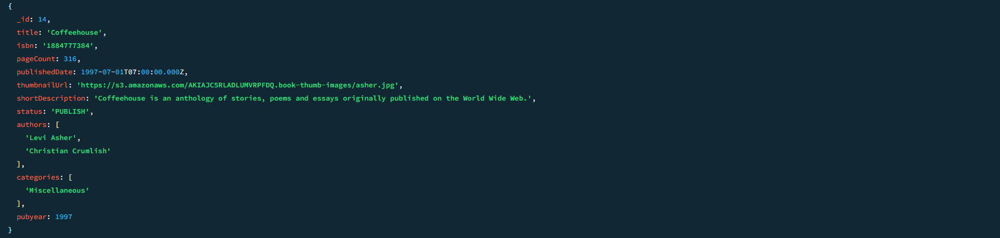 {
_id: 14,
title: 'Coffeehouse',
isbn: '1884777384',
pageCount: 316,
publishedDate: 1997-07-01T07:00:00.000Z,
thumbnailUrl: 'https://s3.amazonaws.com/AKIAJC5RLADLUMVRPFDQ.book-thumb-images/asher.jpg',
shortDescription: 'Coffeehouse is an anthology of stories, poems and essays originally published on the World Wide Web.',
status: 'PUBLISH',
authors: [
'Levi Asher',
'Christian Crumlish'
],
categories: [
'Miscellaneous'
],
pubyear: 1997
}